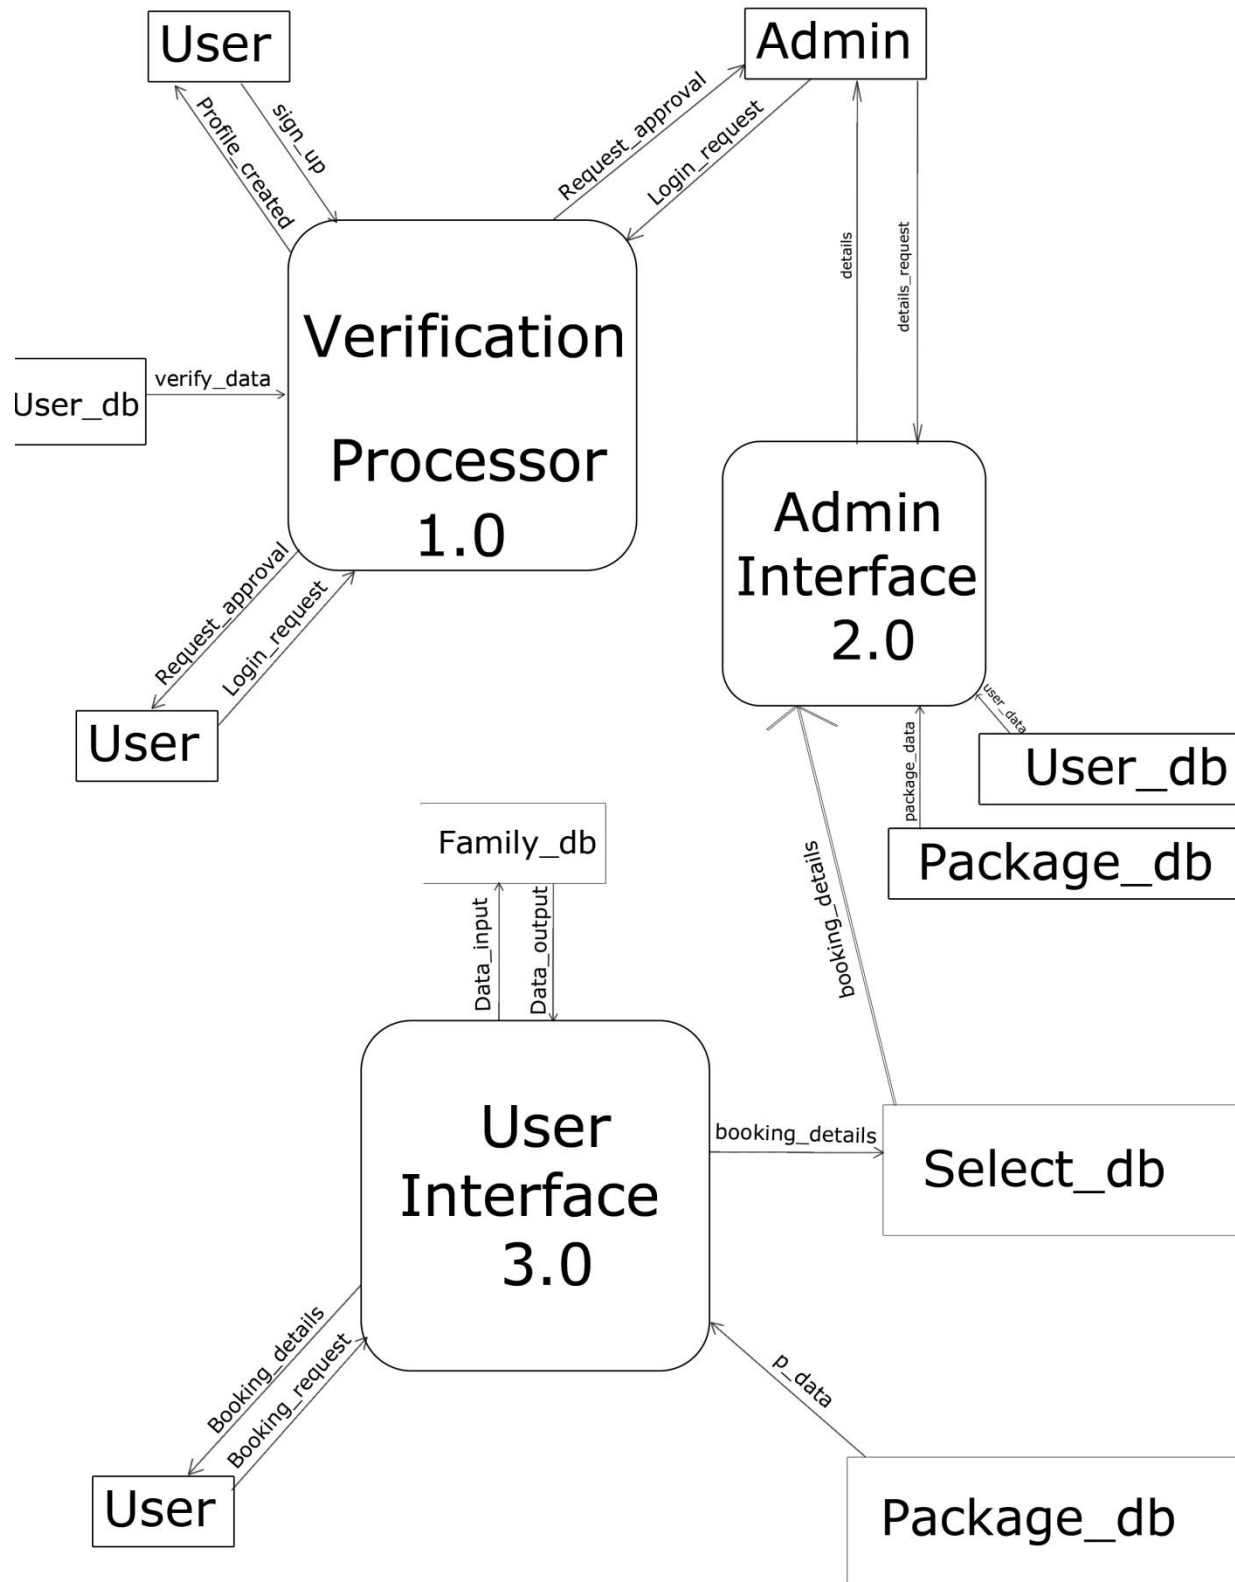 User
Admin
Profile_created
sign_up
Request_approval
Login_request
details
details_request
Verification
Processor
1.0
User_db
verify_data
Admin
Interface
2.0
Request_approval
Login_request
User
user_data
User_db
package_data
Package_db
Family_db
booking_details
Data_input
Data_output
User
Interface
3.0
booking_details
Select_db
Booking_details
Booking_request
p_data
User
Package_db